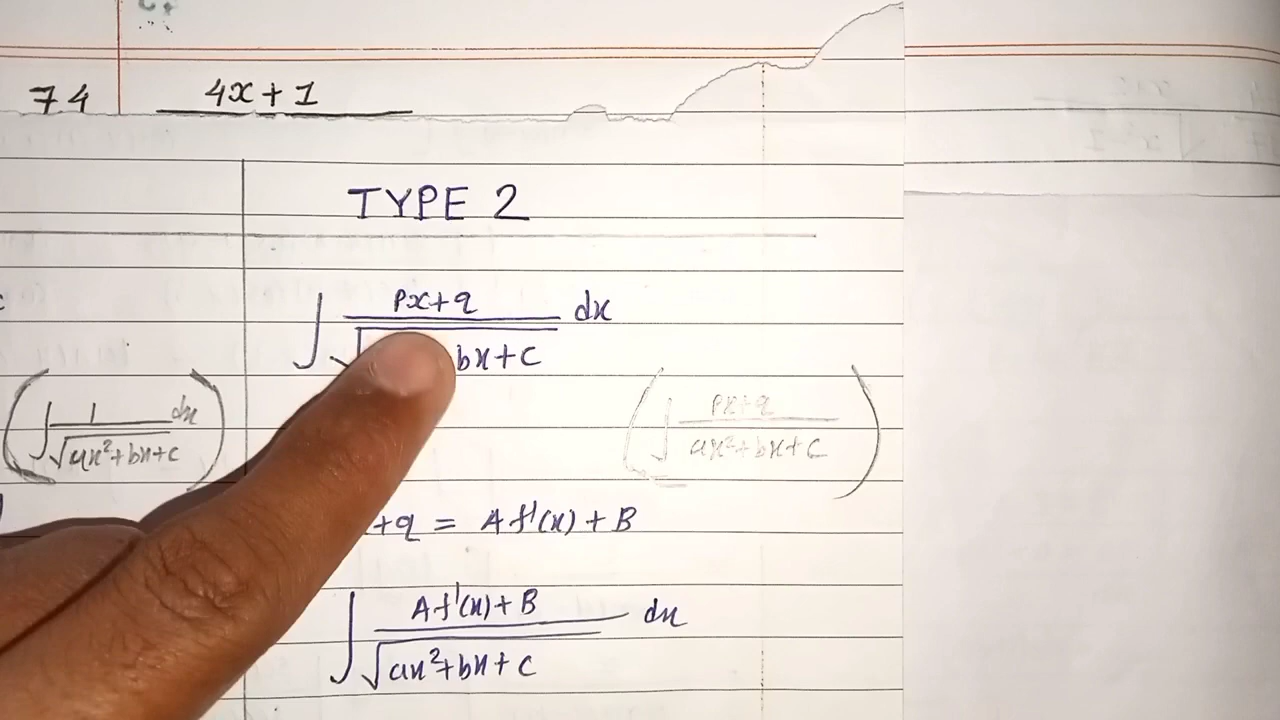 74 4x+1
TYPE 2
∫ px+q / √ bx+c dx
(∫ 1 / √ax²+bx+c dx)
(∫ px+q / ax²+bx+c)
+q = Af'(x)+B
∫ Af'(x)+B / √ax²+bx+c dx